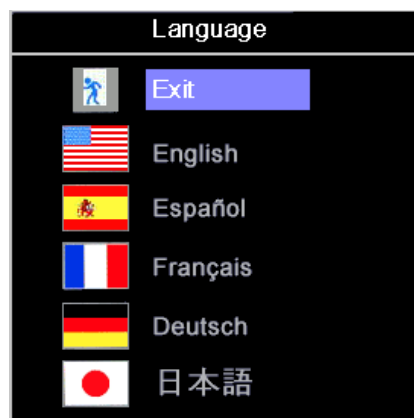 Language
Exit
English
Español
Français
Deutsch
日本語